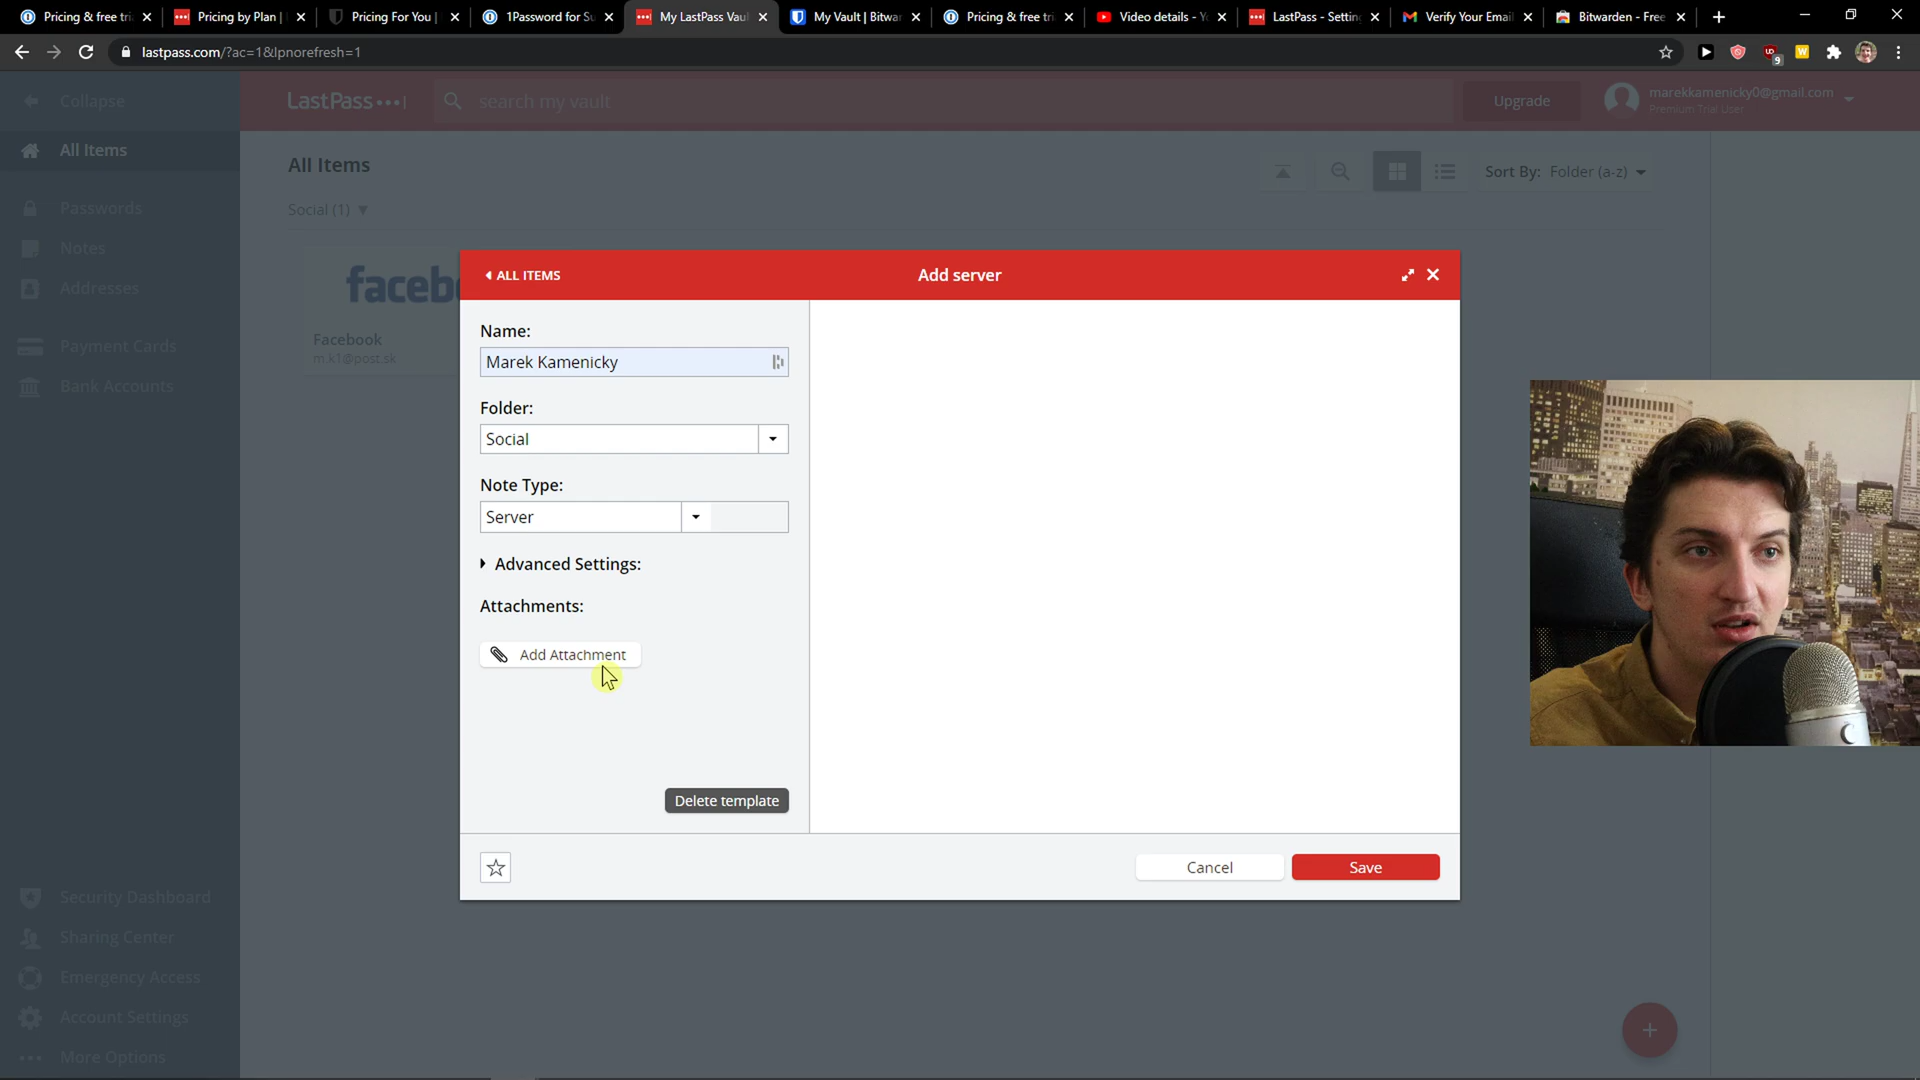 Pricing & free tri
Pricing by Plan |
Pricing For You |
1Password for Su
My LastPass Vaul
My Vault | Bitwar
Pricing & free tri
Video details - Y
LastPass - Settin
Verify Your Email
Bitwarden - Free
lastpass.com/?ac=1&lpnorefresh=1
9
Collapse
LastPass
search my vault
Upgrade
marekkamenicky0@gmail.com
Premium Trial User
All Items
All Items
Sort By: Folder (a-z)
Passwords
Social (1)
Notes
Addresses
facebo
Facebook
m.k1@post.sk
Payment Cards
Bank Accounts
ALL ITEMS
Add server
Name:
Marek Kamenicky
Folder:
Social
Note Type:
Server
Advanced Settings:
Attachments:
Add Attachment
Delete template
Cancel
Save
Security Dashboard
Sharing Center
Emergency Access
Account Settings
More Options